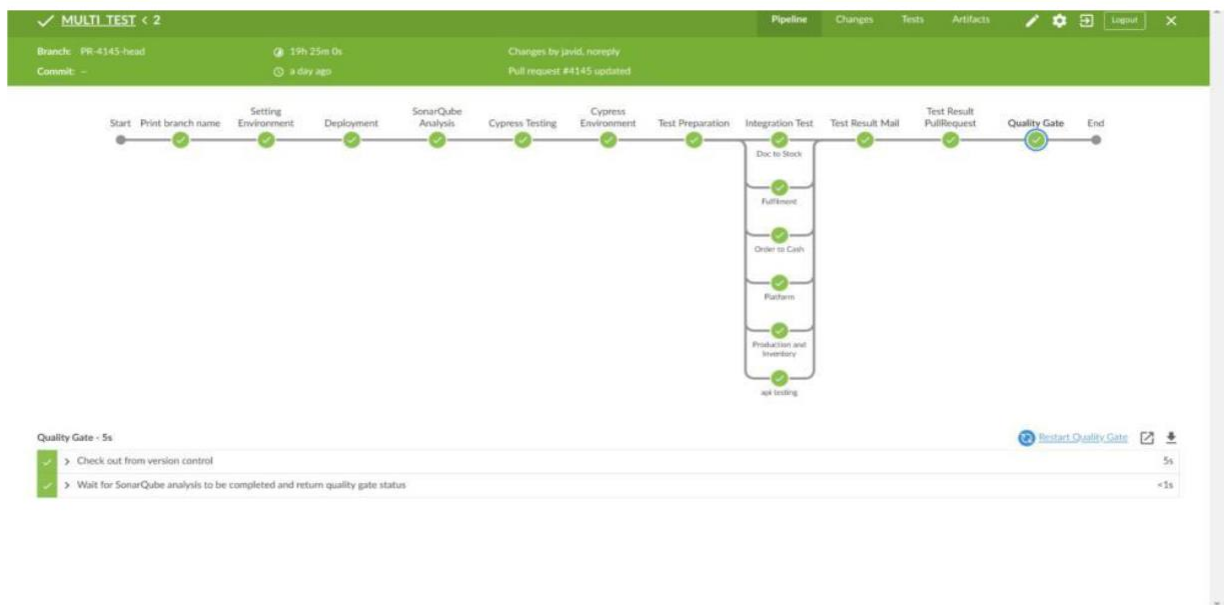 MULTI_TEST < 2
Pipeline Changes Tests Artifacts Logout
Branch: PR-4145-head 19h 25m 0s Changes by javid, noreply
Commit: – a day ago Pull request #4145 updated
Start Print branch name Setting Environment Deployment SonarQube Analysis Cypress Testing Cypress Environment Test Preparation Integration Test Test Result Mail Test Result PullRequest Quality Gate End
Doc to Stock
Fulfilment
Order to Cash
Platform
Production and
Inventory
api testing
Quality Gate - 5s Restart Quality Gate
Check out from version control 5s
Wait for SonarQube analysis to be completed and return quality gate status <1s